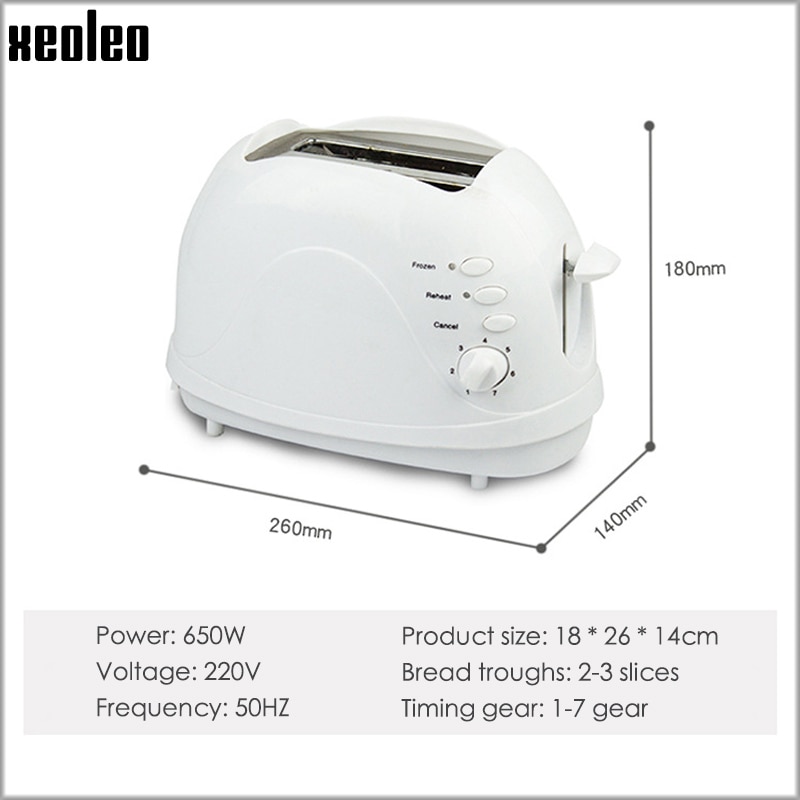 xeoleo
180mm
Frozen
Reheat
Cancel
1 2 3 4 5 6 7
260mm
140mm
Power: 650W
Voltage: 220V
Frequency: 50HZ
Product size: 18 * 26 * 14cm
Bread troughs: 2-3 slices
Timing gear: 1-7 gear